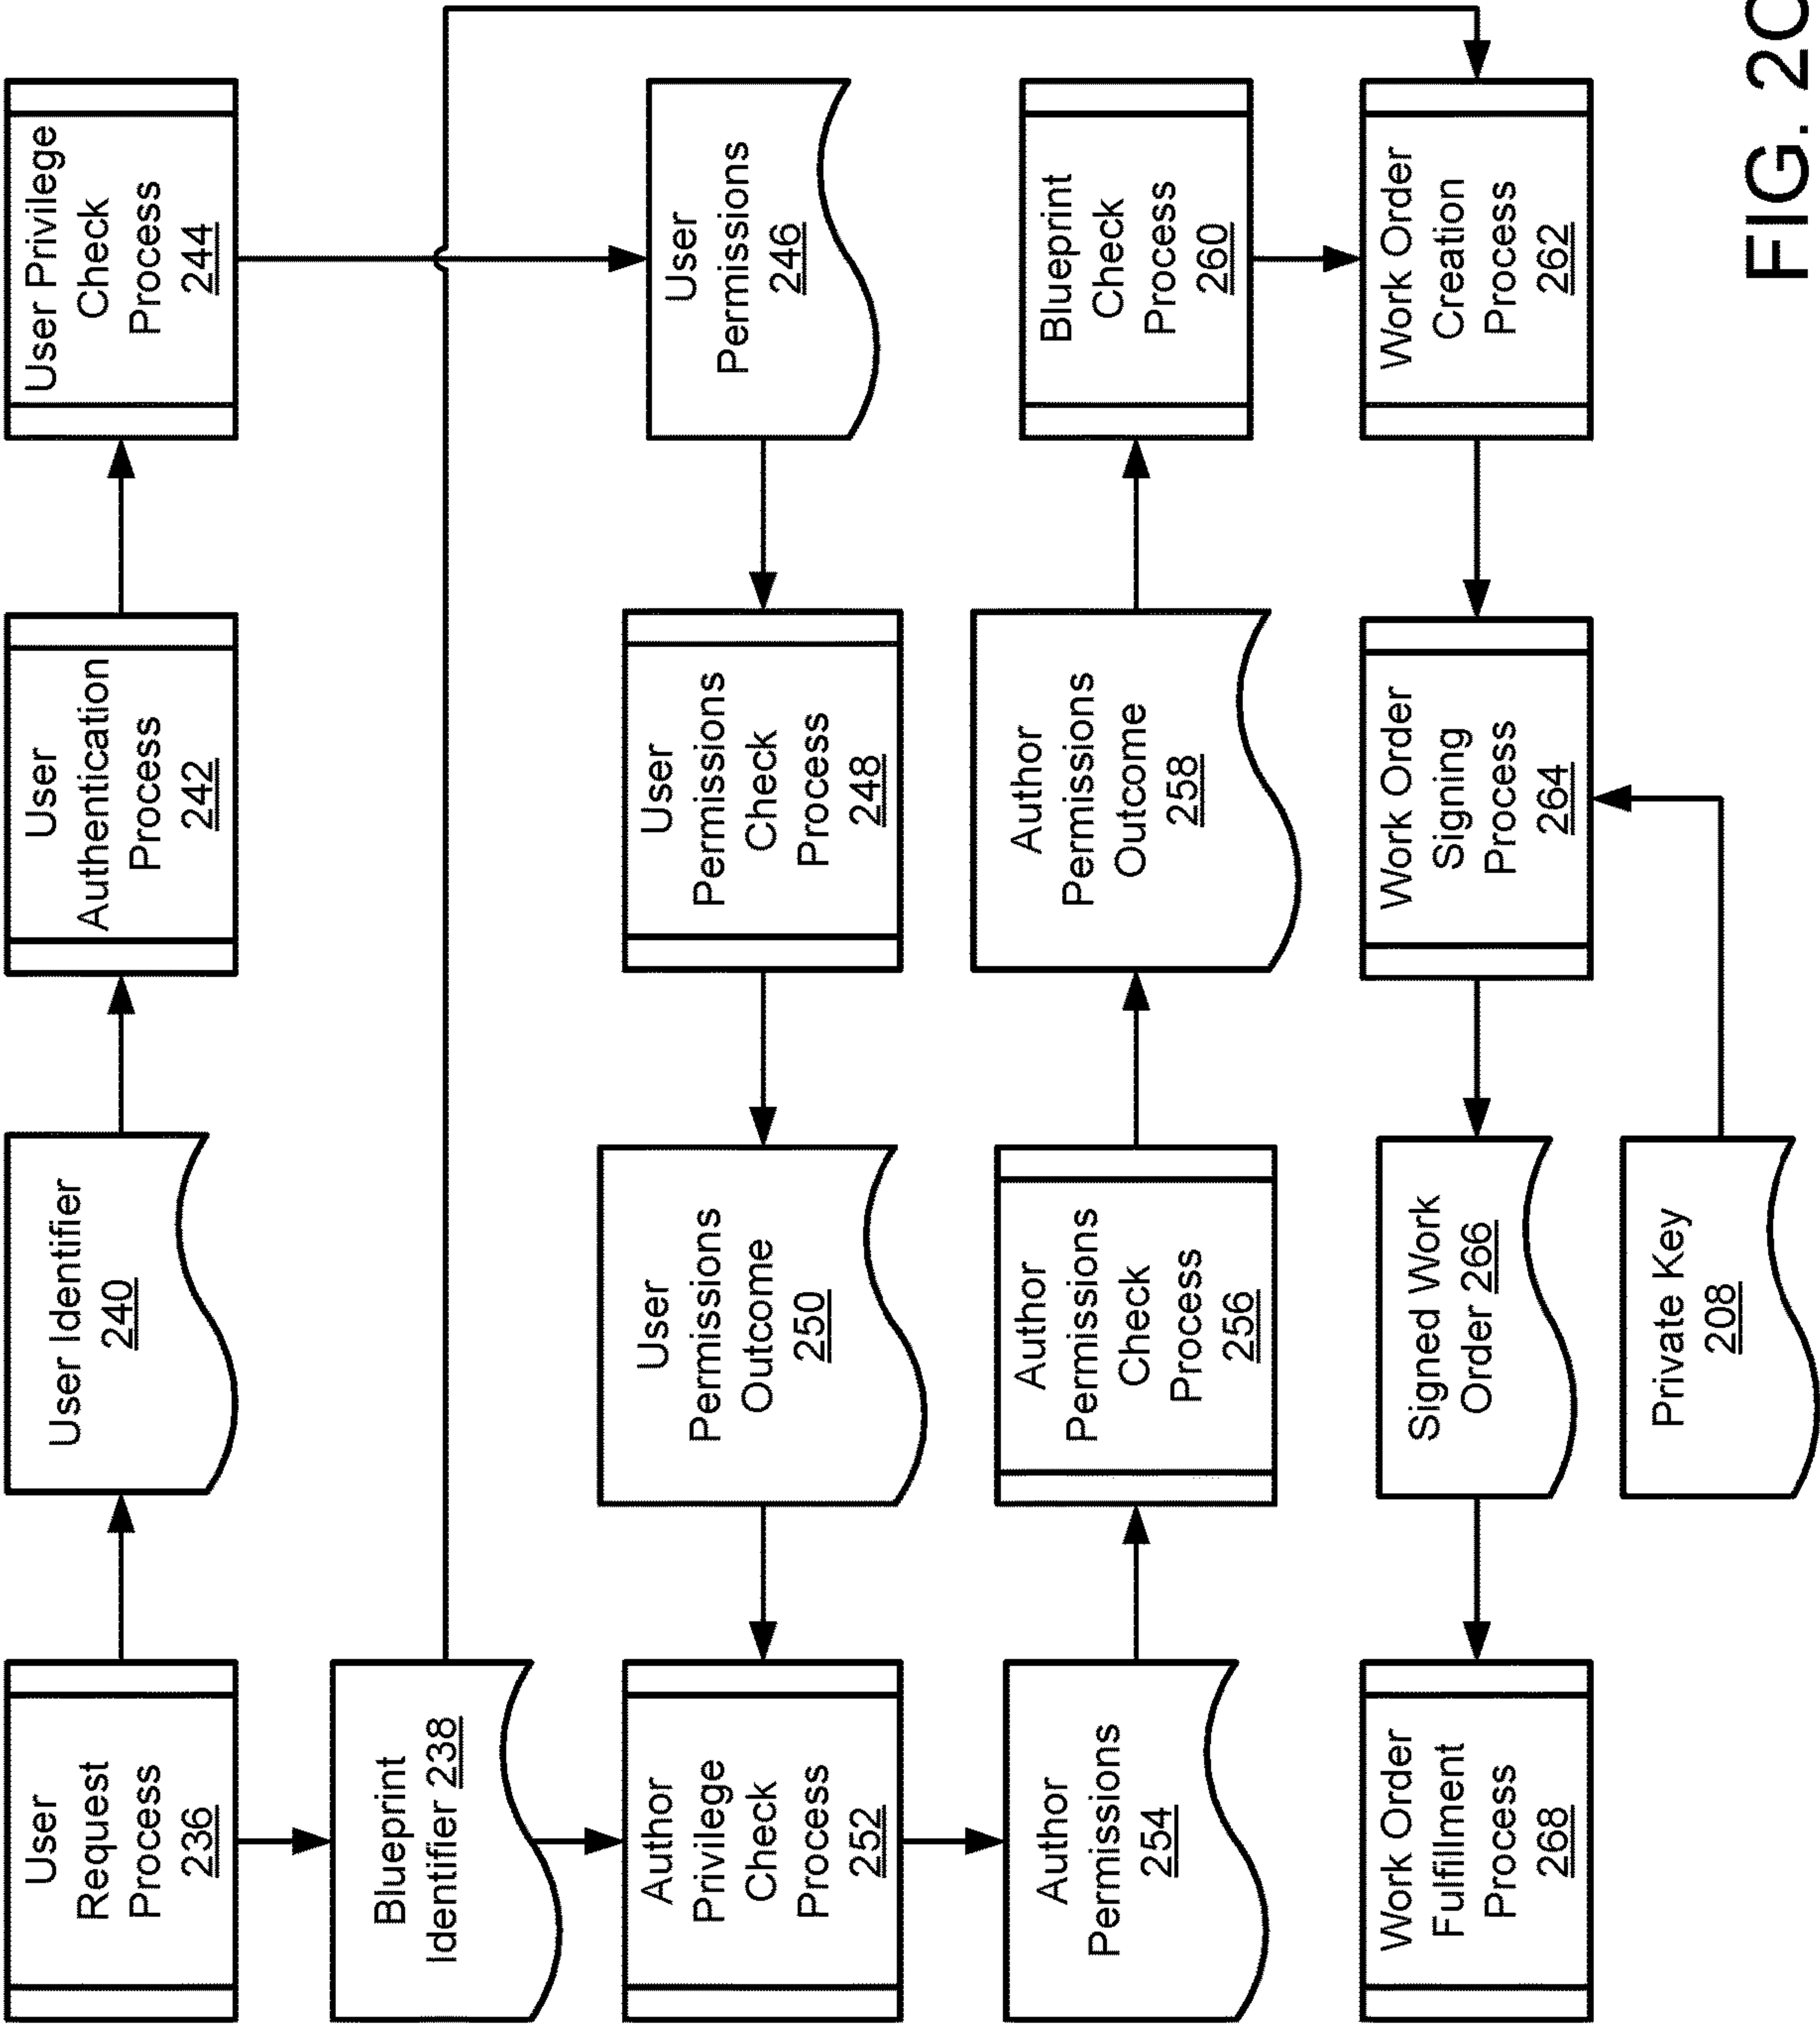 User
Request
Process
236
User Identifier
240
User
Authentication
Process
242
User Privilege
Check
Process
244
Blueprint
Identifier 238
Author
Privilege
Check
Process
252
User
Permissions
Outcome
250
User
Permissions
Check
Process
248
User
Permissions
246
Author
Permissions
254
Author
Permissions
Check
Process
256
Author
Permissions
Outcome
258
Blueprint
Check
Process
260
Work Order
Fulfillment
Process
268
Signed Work
Order 266
Work Order
Signing
Process
264
Work Order
Creation
Process
262
Private Key
208
FIG. 2C